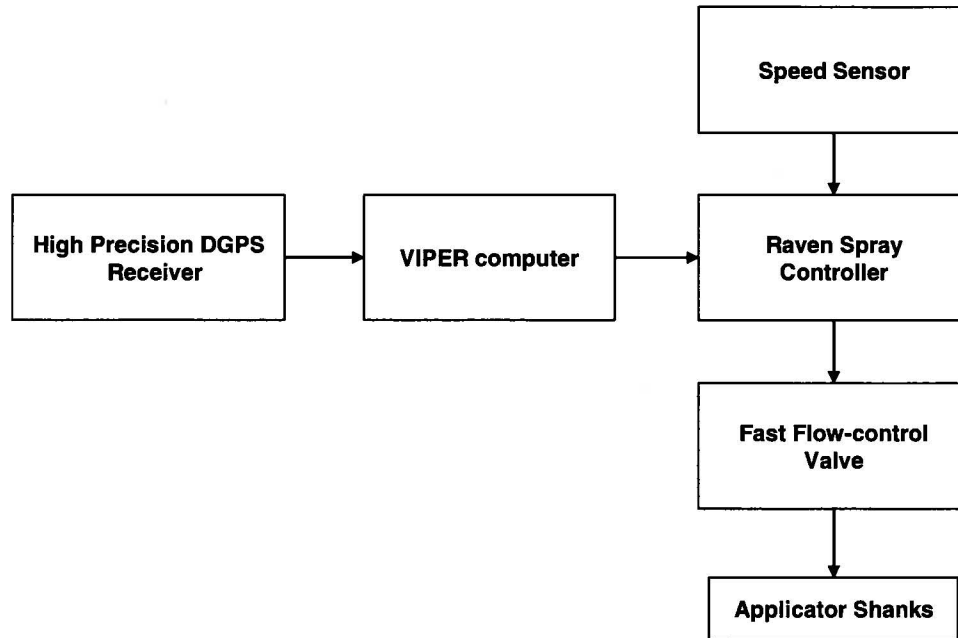 Speed Sensor
High Precision DGPS
Receiver
VIPER computer
Raven Spray
Controller
Fast Flow-control
Valve
Applicator Shanks